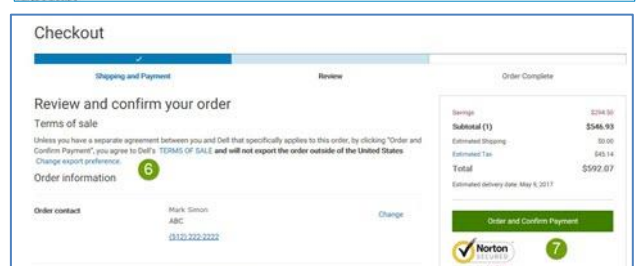 Checkout
Shipping and Payment
Review
Order Complete
Review and confirm your order
Terms of sale
Unless you have a separate agreement between you and Dell that specifically applies to this order, by clicking "Order and
Confirm Payment", you agree to Dell's TERMS OF SALE and will not export the order outside of the United States
Change export preference.
6
Order information
Order contact
Mark Simon
ABC
(512) 222-2222
Change
Savings $294.50
Subtotal (1) $546.93
Estimated Shipping $0.00
Estimated Tax $45.14
Total $592.07
Estimated delivery date: May 5, 2017
Order and Confirm Payment
Norton
SECURED
7